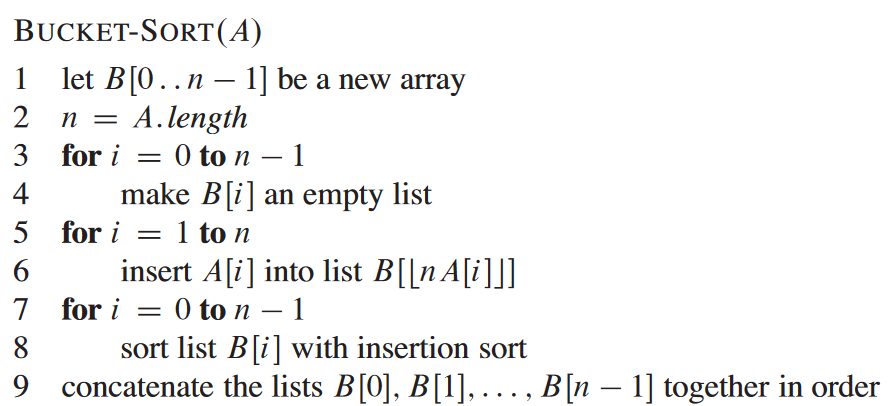 BUCKET-SORT(A)
1 let B[0..n − 1] be a new array
2 n = A.length
3 for i = 0 to n − 1
4 make B[i] an empty list
5 for i = 1 to n
6 insert A[i] into list B[⌊nA[i]⌋]
7 for i = 0 to n − 1
8 sort list B[i] with insertion sort
9 concatenate the lists B[0], B[1], . . . , B[n − 1] together in order